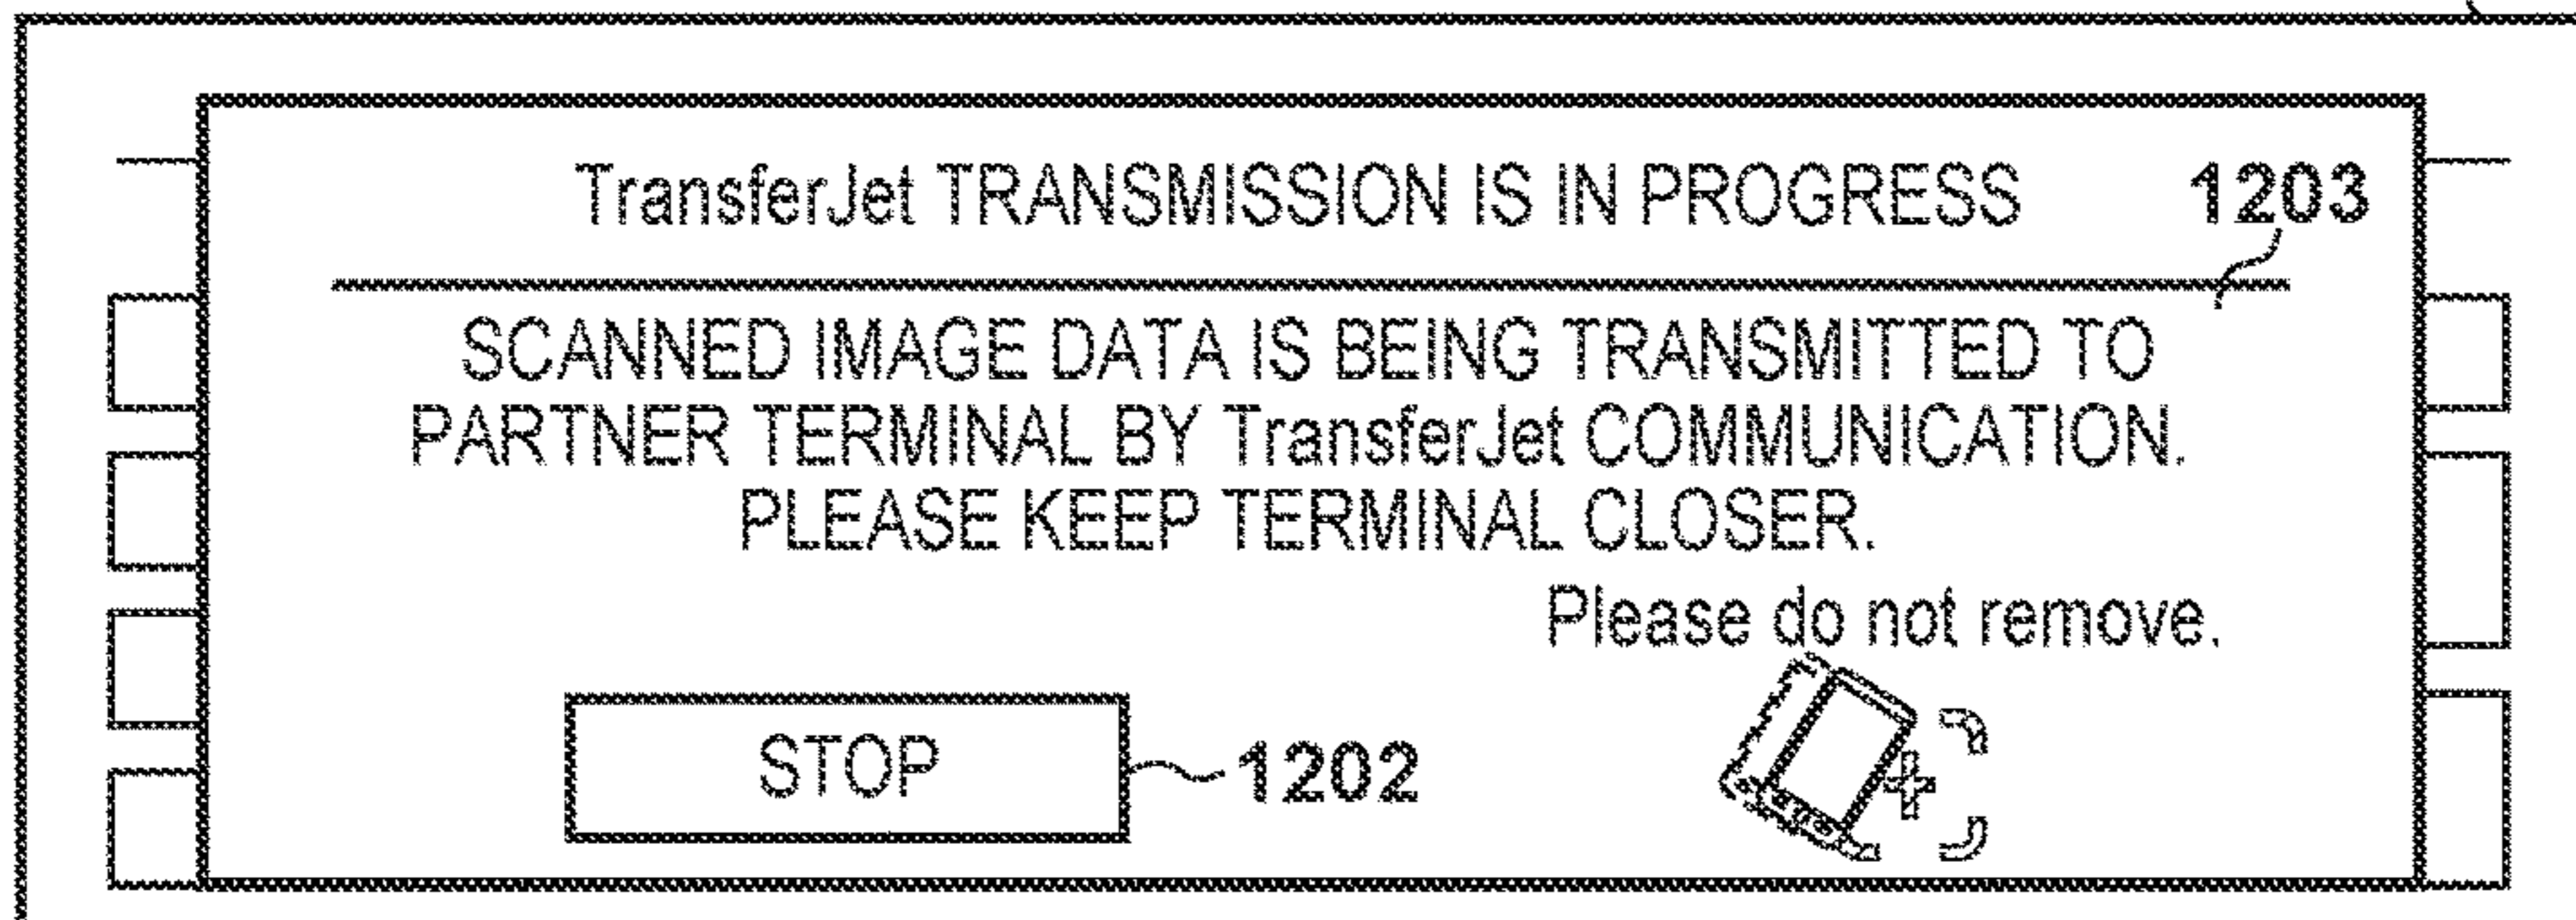 TransferJet TRANSMISSION IS IN PROGRESS 1203
SCANNED IMAGE DATA IS BEING TRANSMITTED TO
PARTNER TERMINAL BY TransferJet COMMUNICATION.
PLEASE KEEP TERMINAL CLOSER.
Please do not remove.
STOP 1202